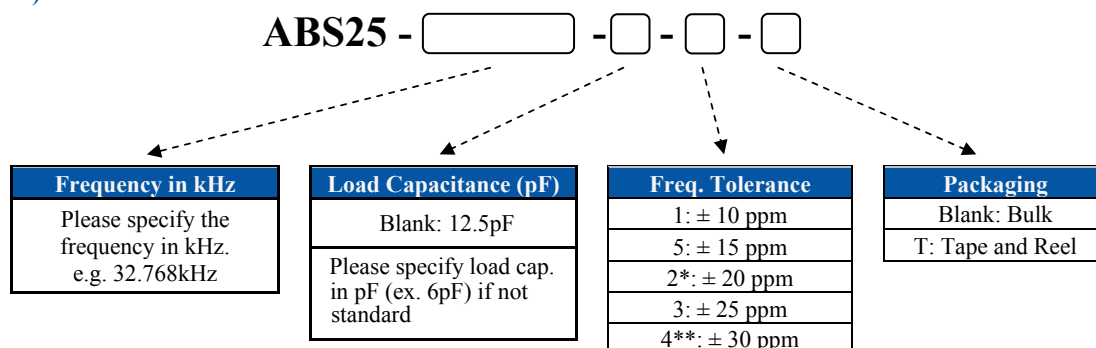 ABS25 - - - -
Frequency in kHz
Please specify the
frequency in kHz.
e.g. 32.768kHz
Load Capacitance (pF)
Blank: 12.5pF
Please specify load cap.
in pF (ex. 6pF) if not
standard
Freq. Tolerance
1: ± 10 ppm
5: ± 15 ppm
2*: ± 20 ppm
3: ± 25 ppm
4**: ± 30 ppm
Packaging
Blank: Bulk
T: Tape and Reel